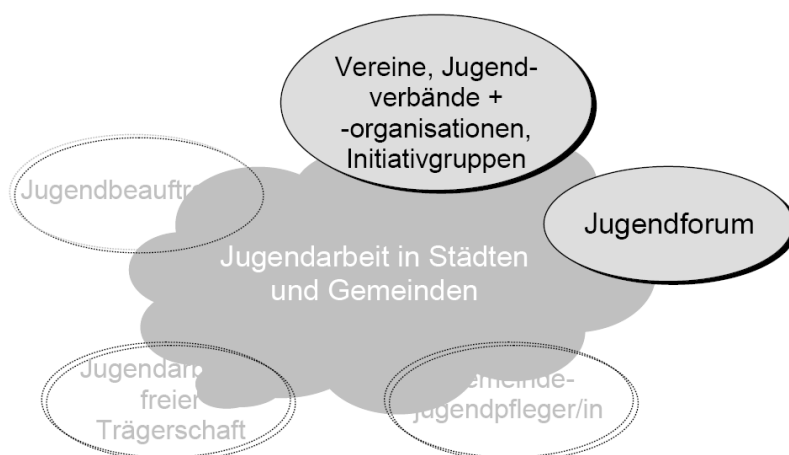 Vereine, Jugend-
verbände +
-organisationen,
Initiativgruppen
Jugendforum
Jugendarbeit in Städten
und Gemeinden
freier
Trägerschaft
jugendpfleger/in